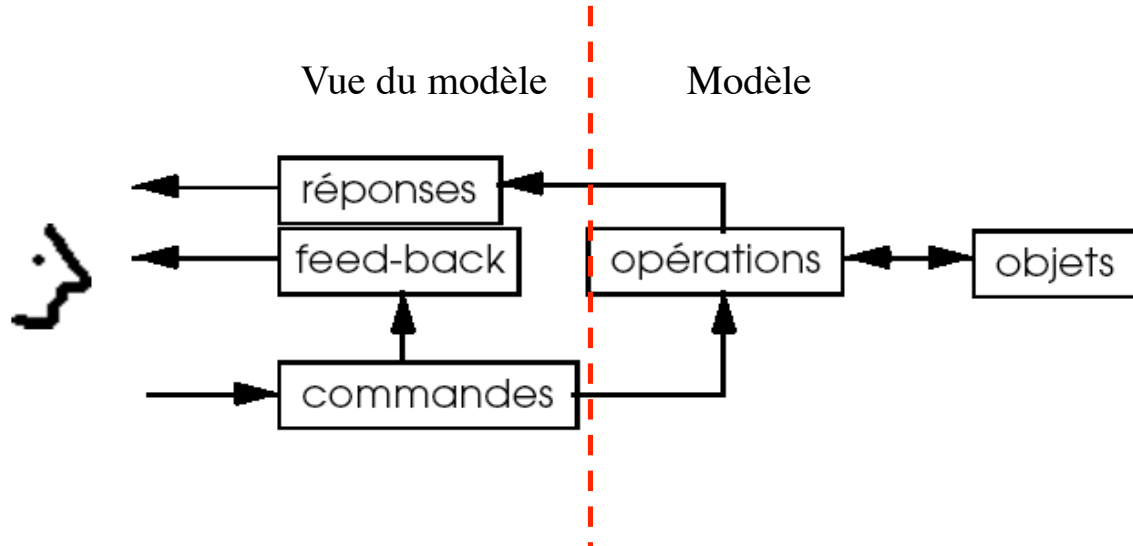 Vue du modèle
Modèle
réponses
feed-back
opérations
objets
commandes